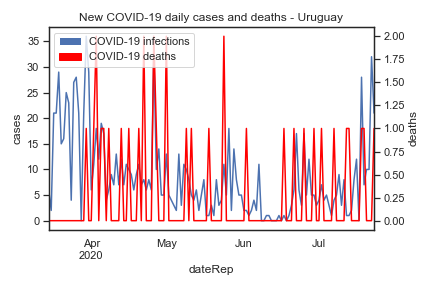 New COVID-19 daily cases and deaths - Uruguay
COVID-19 infections
COVID-19 deaths
35
30
25
20
15
10
5
0
cases
2.00
1.75
1.50
1.25
1.00
0.75
0.50
0.25
0.00
deaths
Apr
2020
May
Jun
Jul
dateRep